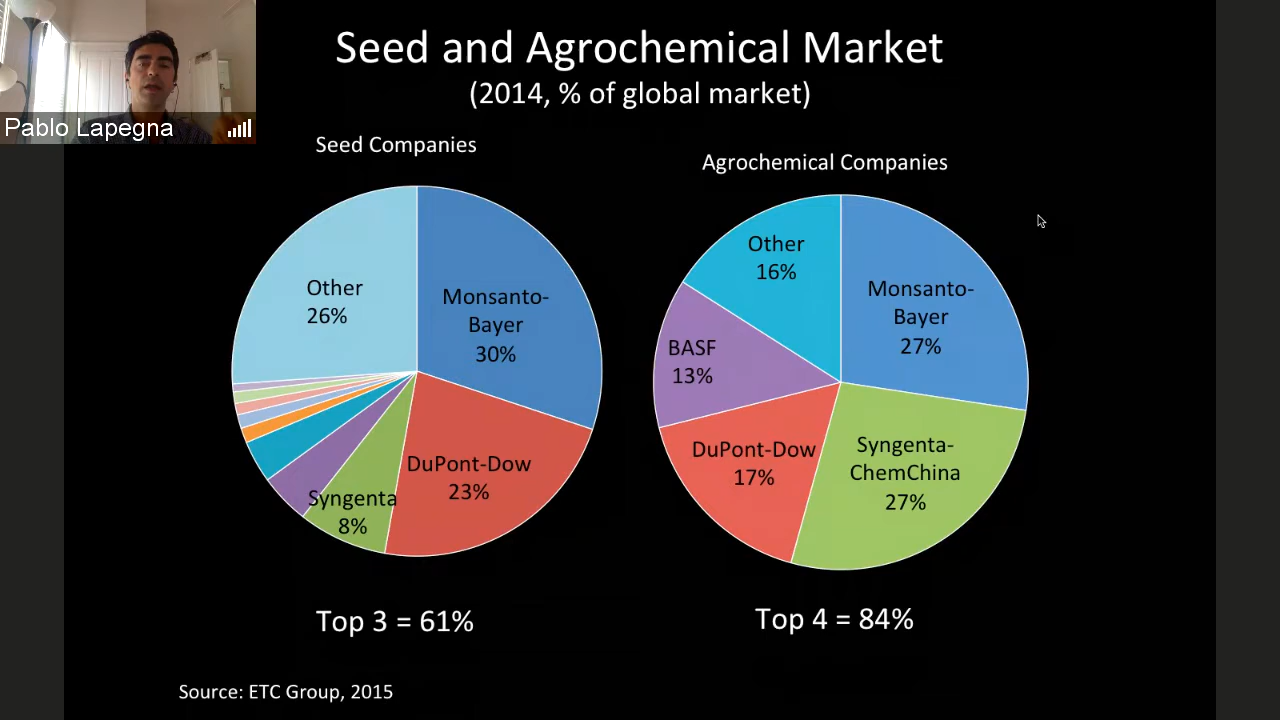 Seed and Agrochemical Market
(2014, % of global market)
Pablo Lapegna
Seed Companies
Other
26%
Monsanto-
Bayer
30%
DuPont-Dow
23%
Syngenta
8%
Top 3 = 61%
Agrochemical Companies
Other
16%
Monsanto-
Bayer
27%
BASF
13%
DuPont-Dow
17%
Syngenta-
ChemChina
27%
Top 4 = 84%
Source: ETC Group, 2015